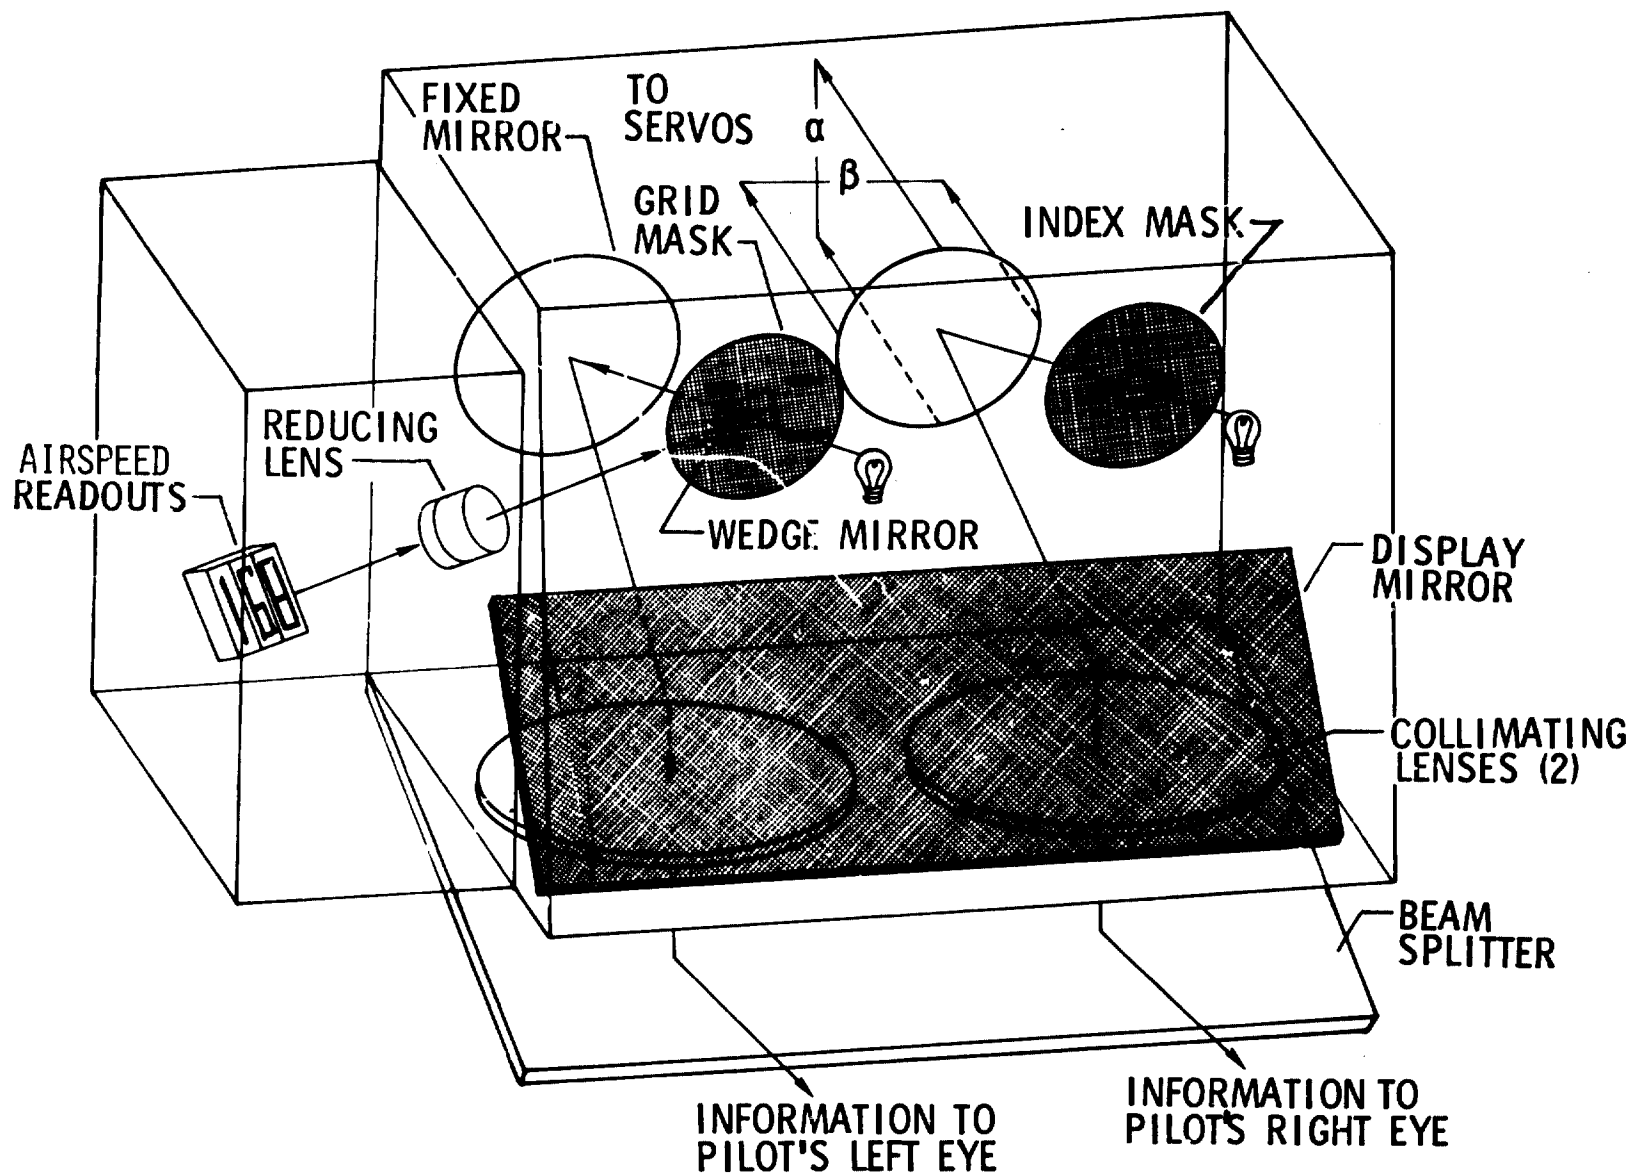 FIXED
MIRROR
TO
SERVOS
α
β
GRID
MASK
INDEX MASK
REDUCING
LENS
AIRSPEED
READOUTS
168
WEDGE MIRROR
DISPLAY
MIRROR
COLLIMATING
LENSES (2)
BEAM
SPLITTER
INFORMATION TO
PILOT'S LEFT EYE
INFORMATION TO
PILOT'S RIGHT EYE